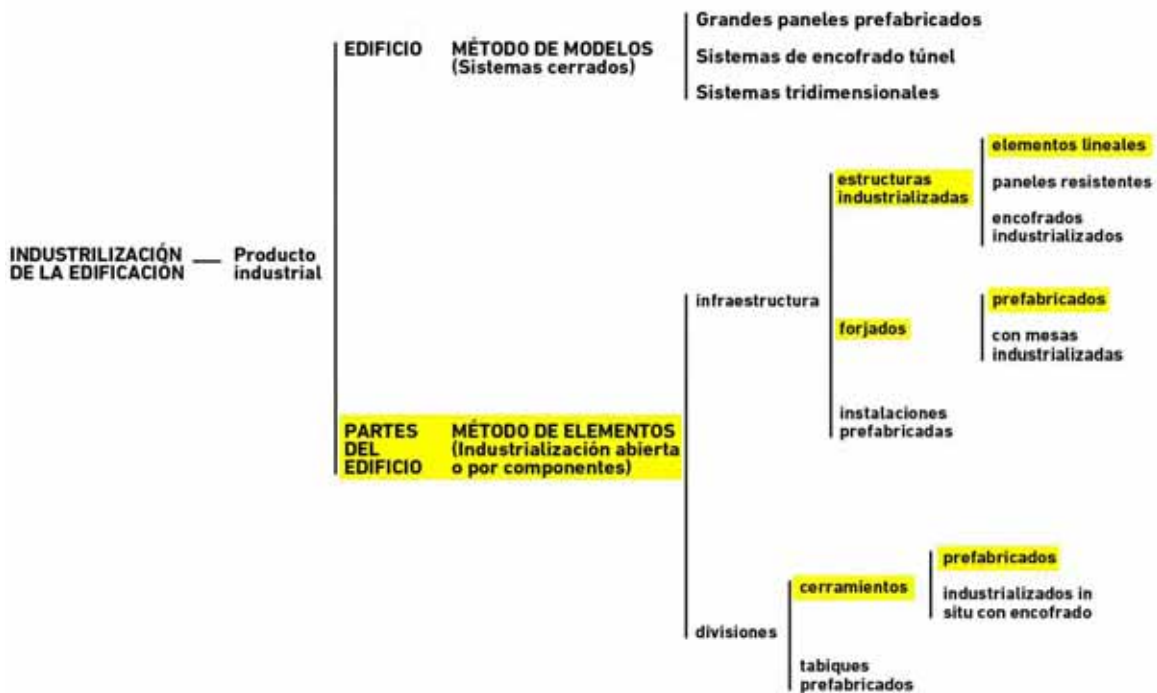 INDUSTRILIZACIÓN
DE LA EDIFICACIÓN
Producto
industrial
EDIFICIO
MÉTODO DE MODELOS
(Sistemas cerrados)
Grandes paneles prefabricados
Sistemas de encofrado túnel
Sistemas tridimensionales
PARTES
DEL
EDIFICIO
MÉTODO DE ELEMENTOS
(Industrialización abierta
o por componentes)
infraestructura
estructuras
industrializadas
elementos lineales
paneles resistentes
encofrados
industrializados
forjados
prefabricados
con mesas
industrializadas
instalaciones
prefabricadas
divisiones
cerramientos
prefabricados
industrializados in
situ con encofrado
tabiques
prefabricados